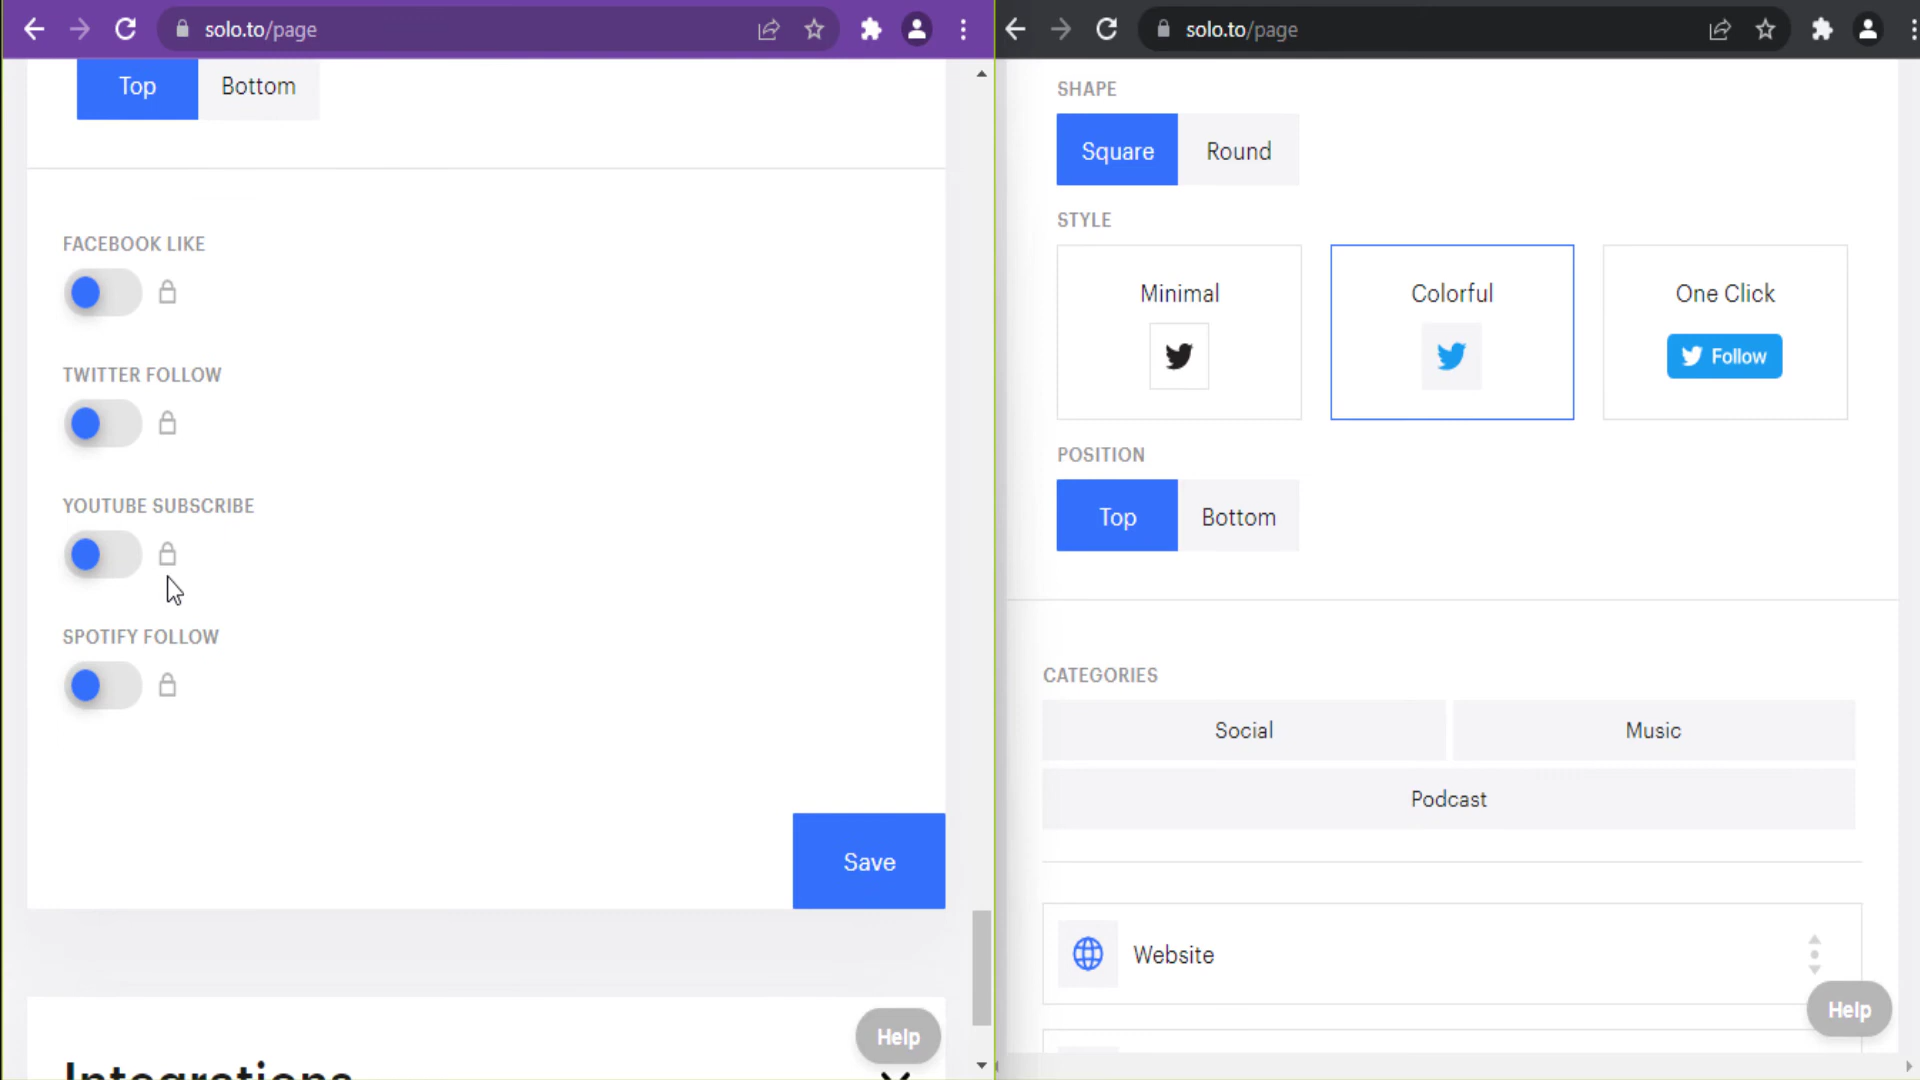 solo.to/page
Top
Bottom
FACEBOOK LIKE
TWITTER FOLLOW
YOUTUBE SUBSCRIBE
SPOTIFY FOLLOW
Save
Help
Integrations
solo.to/page
SHAPE
Square
Round
STYLE
Minimal
Colorful
One Click
Follow
POSITION
Top
Bottom
CATEGORIES
Social
Music
Podcast
Website
Help